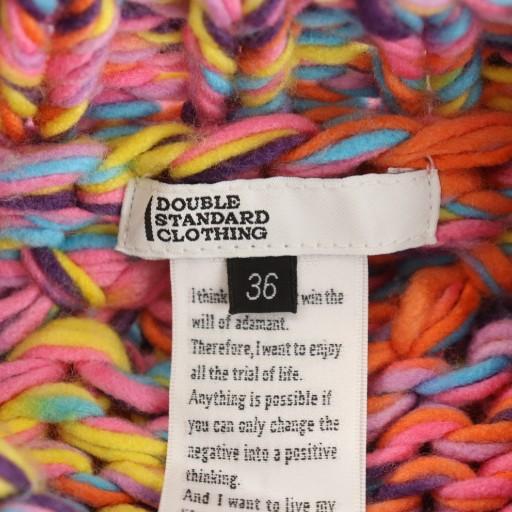 DOUBLE
STANDARD
CLOTHING
36
I think win the
will of adamant.
Therefore, I want to enjoy
all the trial of life.
Anything is possible if
you can only change the
negative into a positive
thinking.
And I want to live my